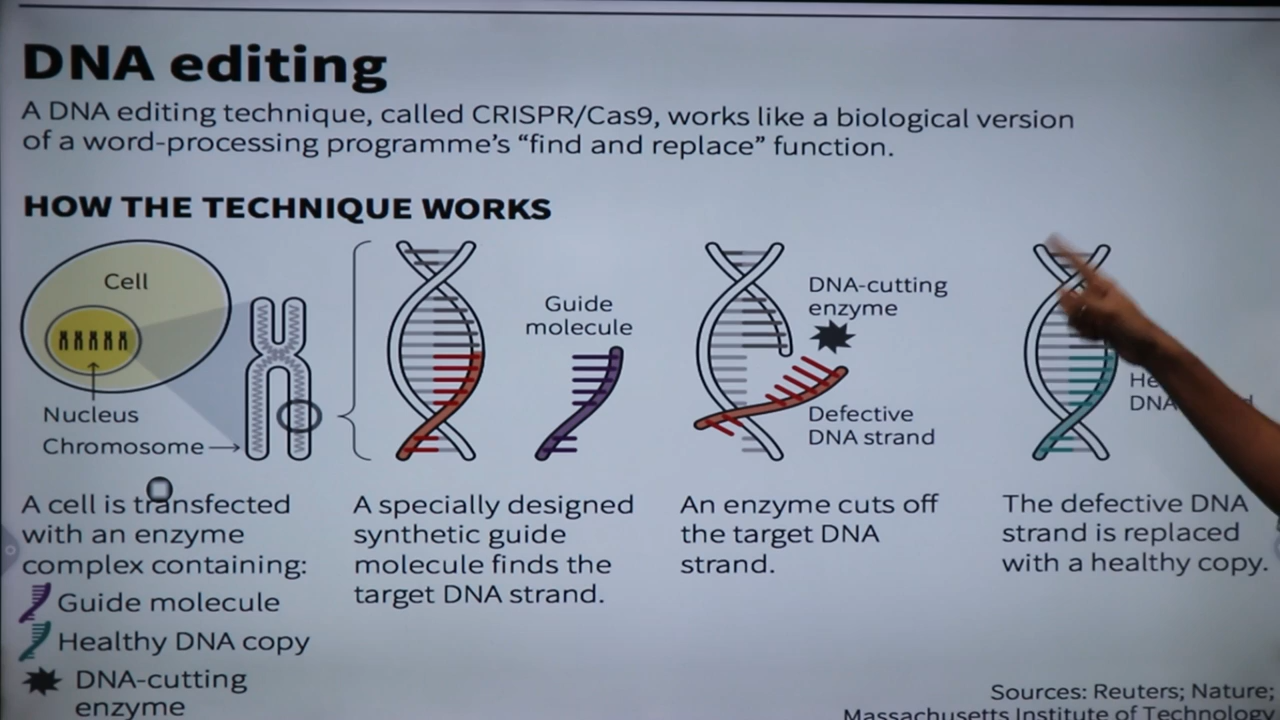 DNA editing
A DNA editing technique, called CRISPR/Cas9, works like a biological version
of a word-processing programme's “find and replace” function.
HOW THE TECHNIQUE WORKS
Cell
Nucleus
Chromosome
A cell is transfected
with an enzyme
complex containing:
Guide molecule
Healthy DNA copy
DNA-cutting
enzyme
Guide
molecule
A specially designed
synthetic guide
molecule finds the
target DNA strand.
DNA-cutting
enzyme
Defective
DNA strand
An enzyme cuts off
the target DNA
strand.
DNA
The defective DNA
strand is replaced
with a healthy copy.
Sources: Reuters; Nature;
Massachusetts Institute of Technology